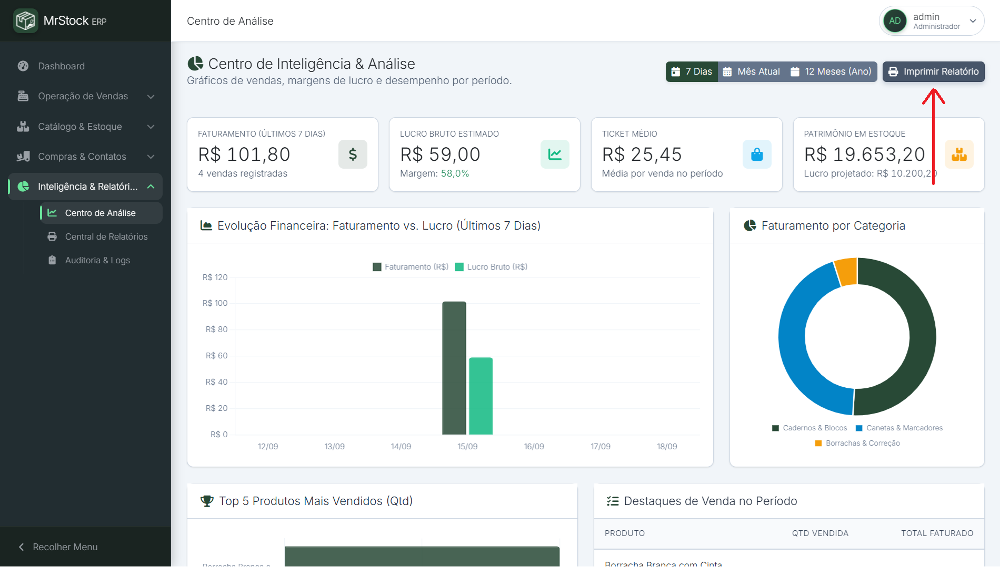 MrStock ERP
Centro de Análise
AD
admin
Administrador
Dashboard
Operação de Vendas
Catálogo & Estoque
Compras & Contatos
Inteligência & Relatóri...
Centro de Análise
Central de Relatórios
Auditoria & Logs
Recolher Menu
Centro de Inteligência & Análise
Gráficos de vendas, margens de lucro e desempenho por período.
7 Dias
Mês Atual
12 Meses (Ano)
Imprimir Relatório
FATURAMENTO (ÚLTIMOS 7 DIAS)
R$ 101,80
4 vendas registradas
LUCRO BRUTO ESTIMADO
R$ 59,00
Margem: 58,0%
TICKET MÉDIO
R$ 25,45
Média por venda no período
PATRIMÔNIO EM ESTOQUE
R$ 19.653,20
Lucro projetado: R$ 10.200,20
Evolução Financeira: Faturamento vs. Lucro (Últimos 7 Dias)
Faturamento (R$) Lucro Bruto (R$)
R$ 120
R$ 100
R$ 80
R$ 60
R$ 40
R$ 20
R$ 0
12/09 13/09 14/09 15/09 16/09 17/09 18/09
Faturamento por Categoria
Cadernos & Blocos Canetas & Marcadores
Borrachas & Correção
Top 5 Produtos Mais Vendidos (Qtd)
Borracha Branca c
Destaques de Venda no Período
PRODUTO QTD VENDIDA TOTAL FATURADO
Borracha Branca com Cinta